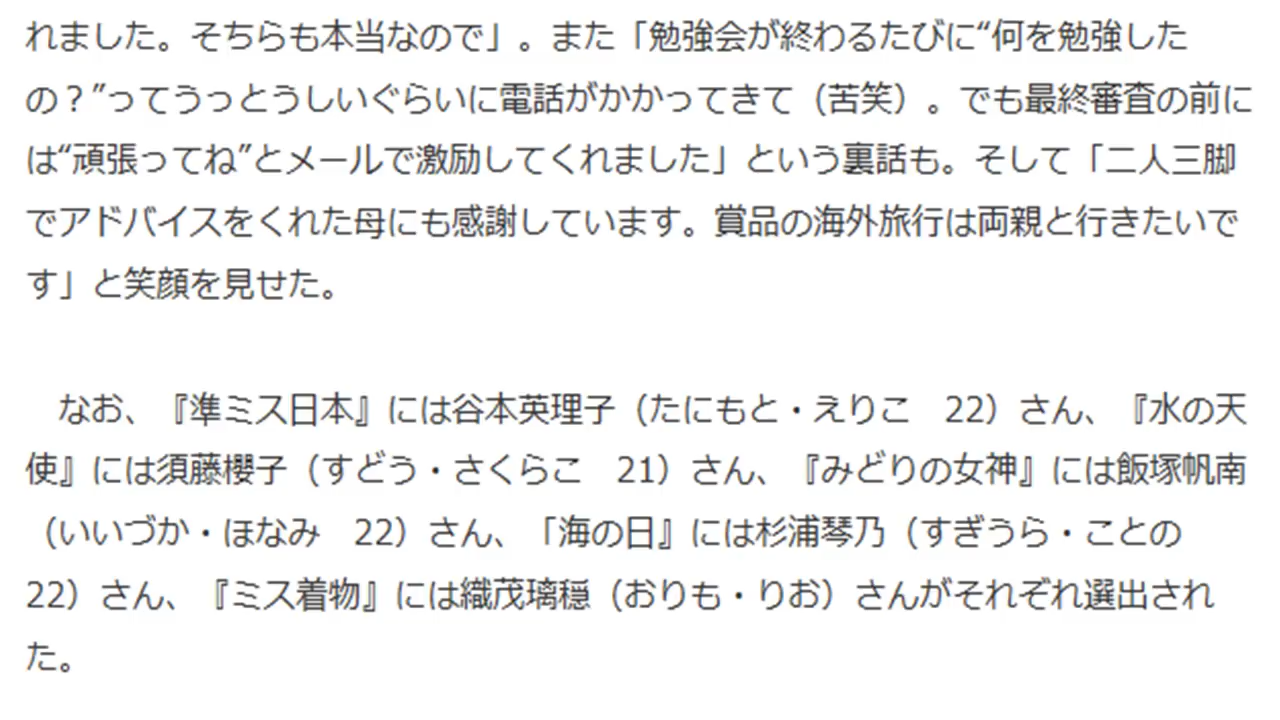 れました。そちらも本当なので」。また「勉強会が終わるたびに“何を勉強した
の？”ってうっとうしいぐらいに電話がかかってきて（苦笑）。でも最終審査の前に
は“頑張ってね”とメールで激励してくれました」という裏話も。そして「二人三脚
でアドバイスをくれた母にも感謝しています。賞品の海外旅行は両親と行きたいで
す」と笑顔を見せた。
　なお、『準ミス日本』には谷本英理子（たにもと・えりこ　22）さん、『水の天
使』には須藤櫻子（すどう・さくらこ　21）さん、『みどりの女神』には飯塚帆南
（いいづか・ほなみ　22）さん、「海の日』には杉浦琴乃（すぎうら・ことの
22）さん、『ミス着物』には織茂璃穏（おりも・りお）さんがそれぞれ選出され
た。